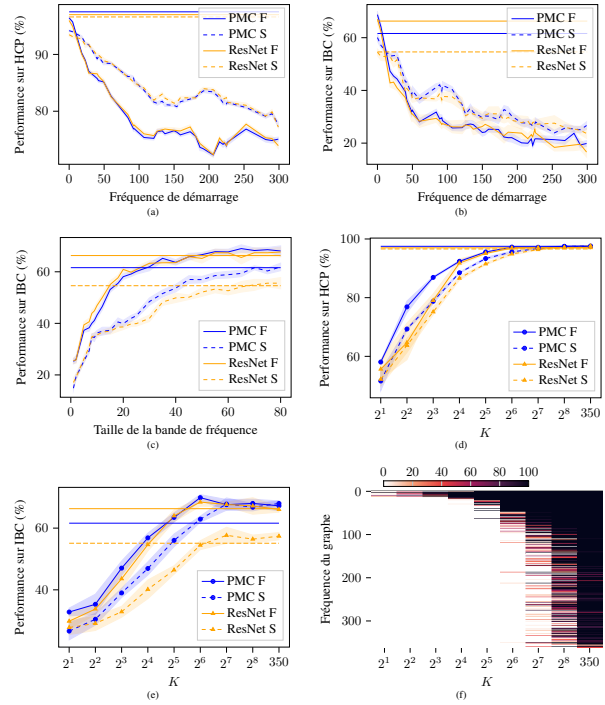 Performance sur HCP (%)
90
80
PMC F
PMC S
ResNet F
ResNet S
0 50 100 150 200 250 300
Fréquence de démarrage
(a)
Performance sur IBC (%)
60
40
20
PMC F
PMC S
ResNet F
ResNet S
0 50 100 150 200 250 300
Fréquence de démarrage
(b)
Performance sur IBC (%)
60
40
20
PMC F
PMC S
ResNet F
ResNet S
0 20 40 60 80
Taille de la bande de fréquence
(c)
Performance sur HCP (%)
100
80
60
PMC F
PMC S
ResNet F
ResNet S
2¹ 2² 2³ 2⁴ 2⁵ 2⁶ 2⁷ 2⁸ 350
K
(d)
Performance sur IBC (%)
60
40
PMC F
PMC S
ResNet F
ResNet S
2¹ 2² 2³ 2⁴ 2⁵ 2⁶ 2⁷ 2⁸ 350
K
(e)
0 20 40 60 80 100
Fréquence du graphe
0
100
200
300
2¹ 2² 2³ 2⁴ 2⁵ 2⁶ 2⁷ 2⁸ 350
K
(f)